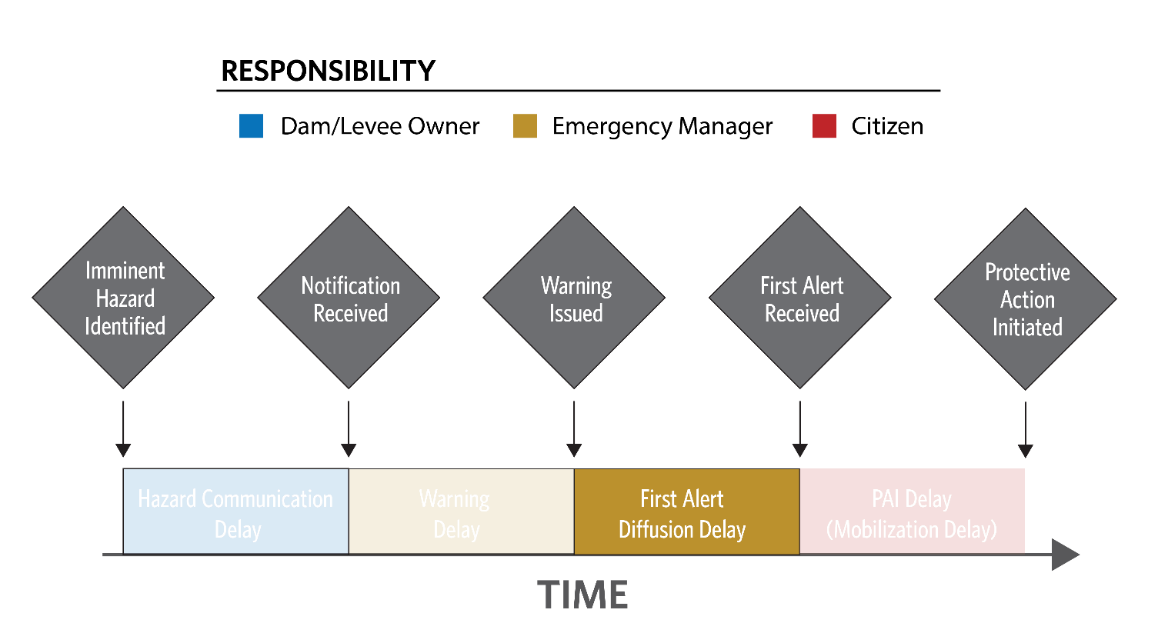 RESPONSIBILITY
Dam/Levee Owner Emergency Manager Citizen
Imminent
Hazard
Identified
Notification
Received
Warning
Issued
First Alert
Received
Protective
Action
Initiated
Hazard Communication
Delay
Warning
Delay
First Alert
Diffusion Delay
PAI Delay
(Mobilization Delay)
TIME